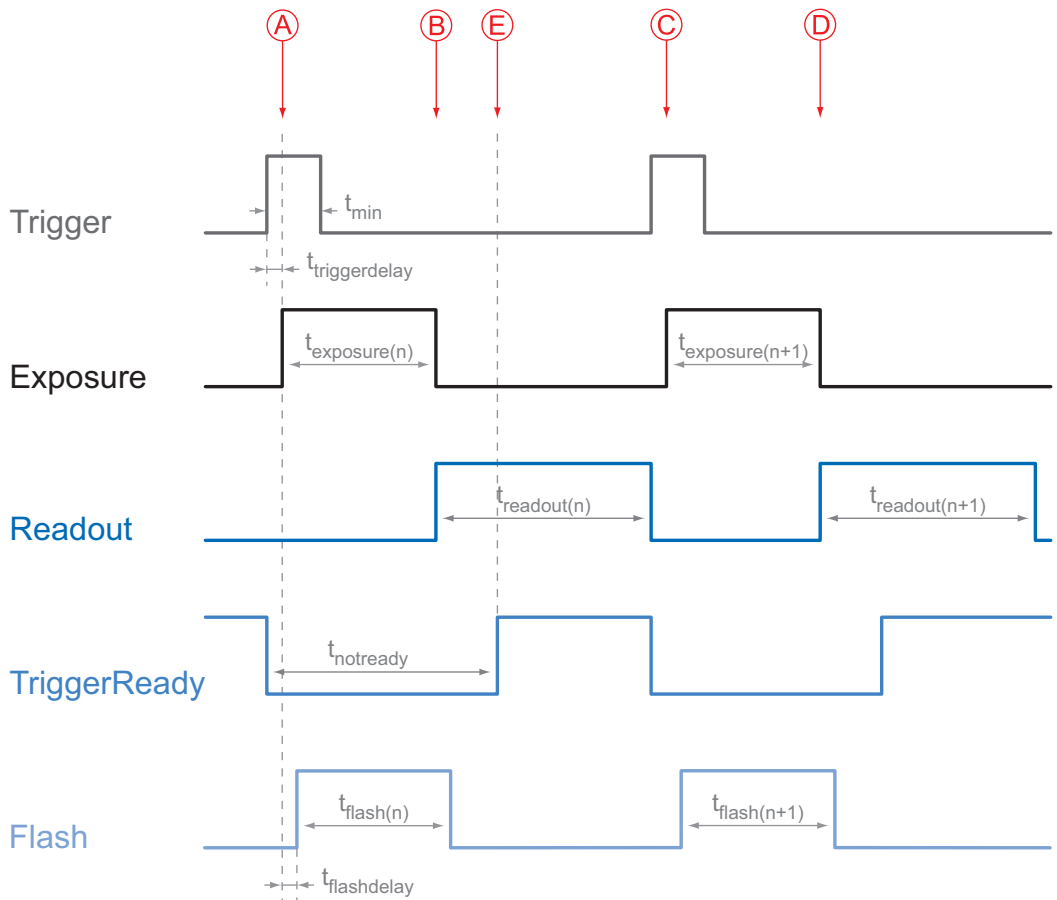 A B E C D
Trigger
t_min
t_triggerdelay
Exposure
t_exposure(n)
t_exposure(n+1)
Readout
t_readout(n)
t_readout(n+1)
TriggerReady
t_notready
Flash
t_flash(n)
t_flash(n+1)
t_flashdelay